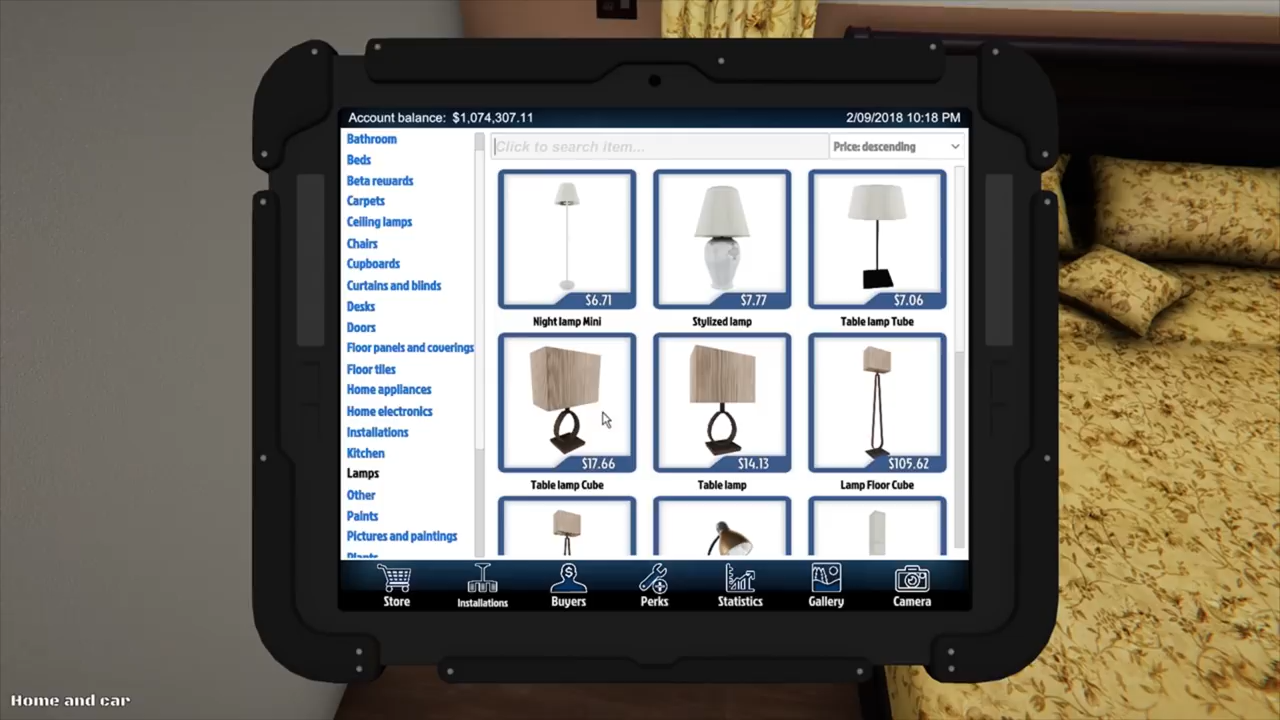 Account balance: $1,074,307.11
2/09/2018 10:18 PM
Bathroom
Beds
Beta rewards
Carpets
Ceiling lamps
Chairs
Cupboards
Curtains and blinds
Desks
Doors
Floor panels and coverings
Floor tiles
Home appliances
Home electronics
Installations
Kitchen
Lamps
Other
Paints
Pictures and paintings
Plants
Click to search item...
Price: descending
$6.71
$7.77
$7.06
Night lamp Mini
Stylized lamp
Table lamp Tube
$17.66
$14.13
$105.62
Table lamp Cube
Table lamp
Lamp Floor Cube
Store
Installations
Buyers
Perks
Statistics
Gallery
Camera
Home and car